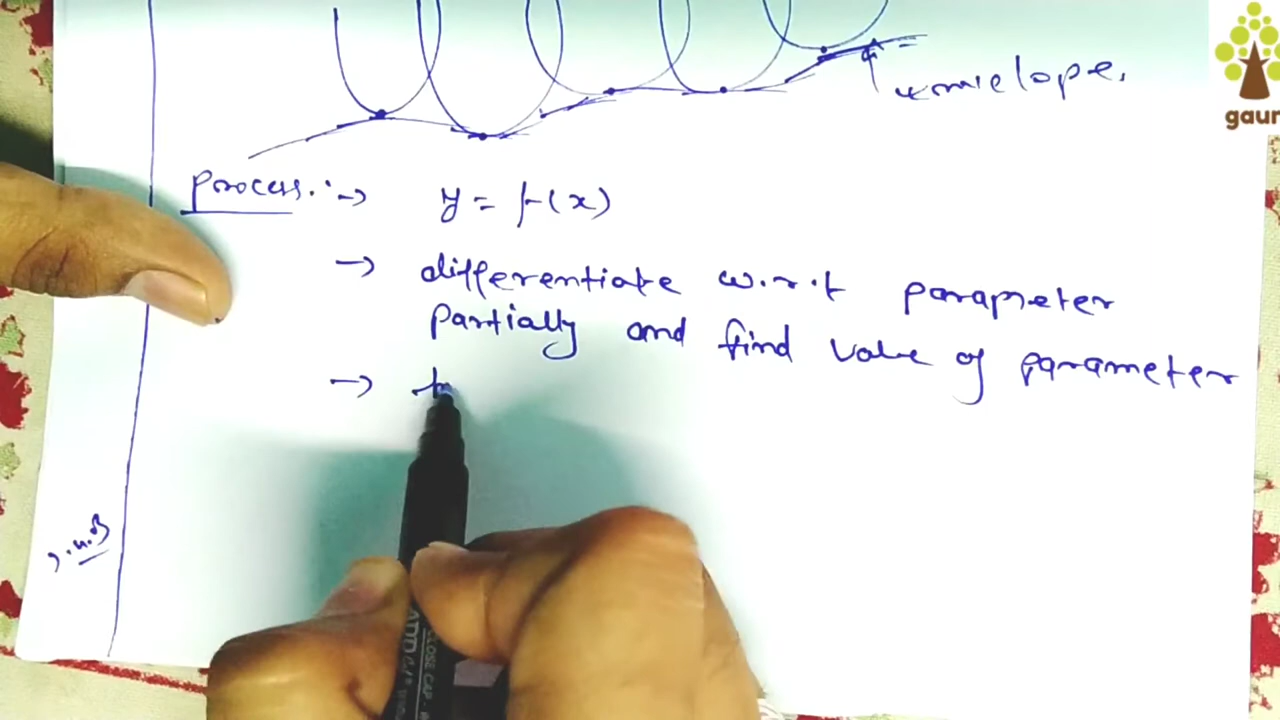 envelope.
gaur
process :→ y = f(x)
→ differentiate w.r.t parameter
partially and find value of parameter
→